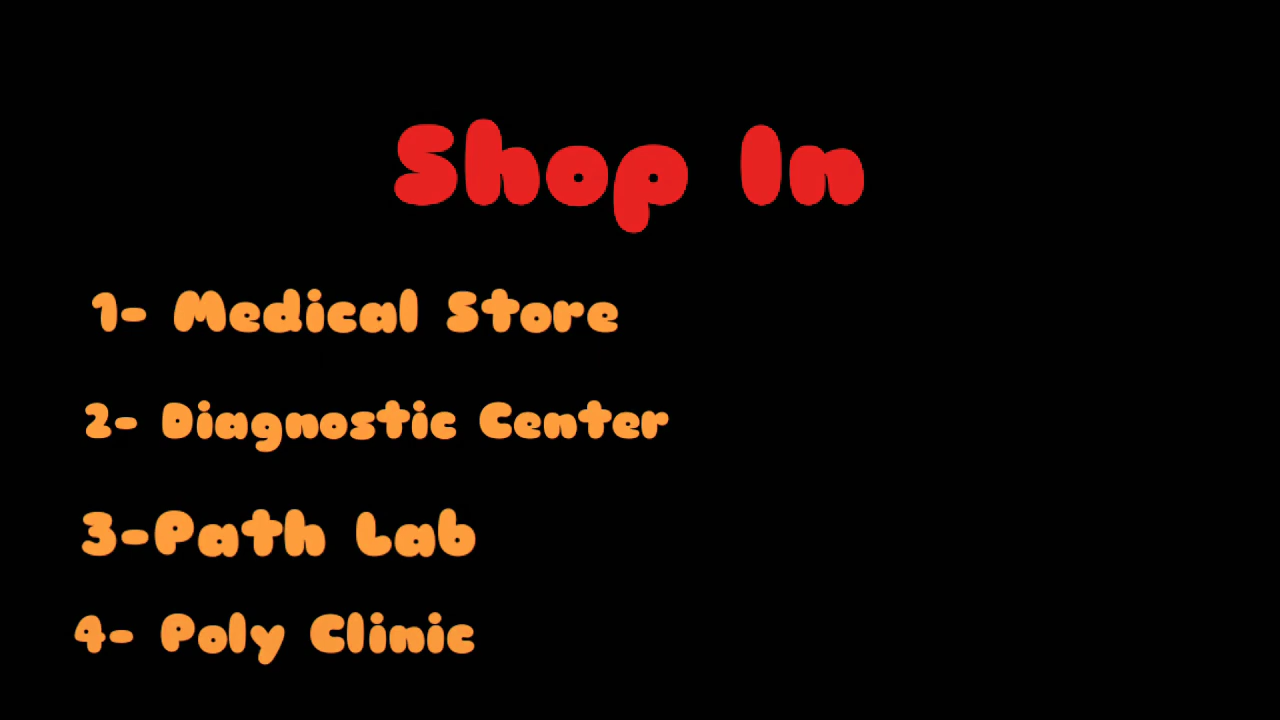 Shop In
1- Medical Store
2- Diagnostic Center
3-Path Lab
4- Poly Clinic